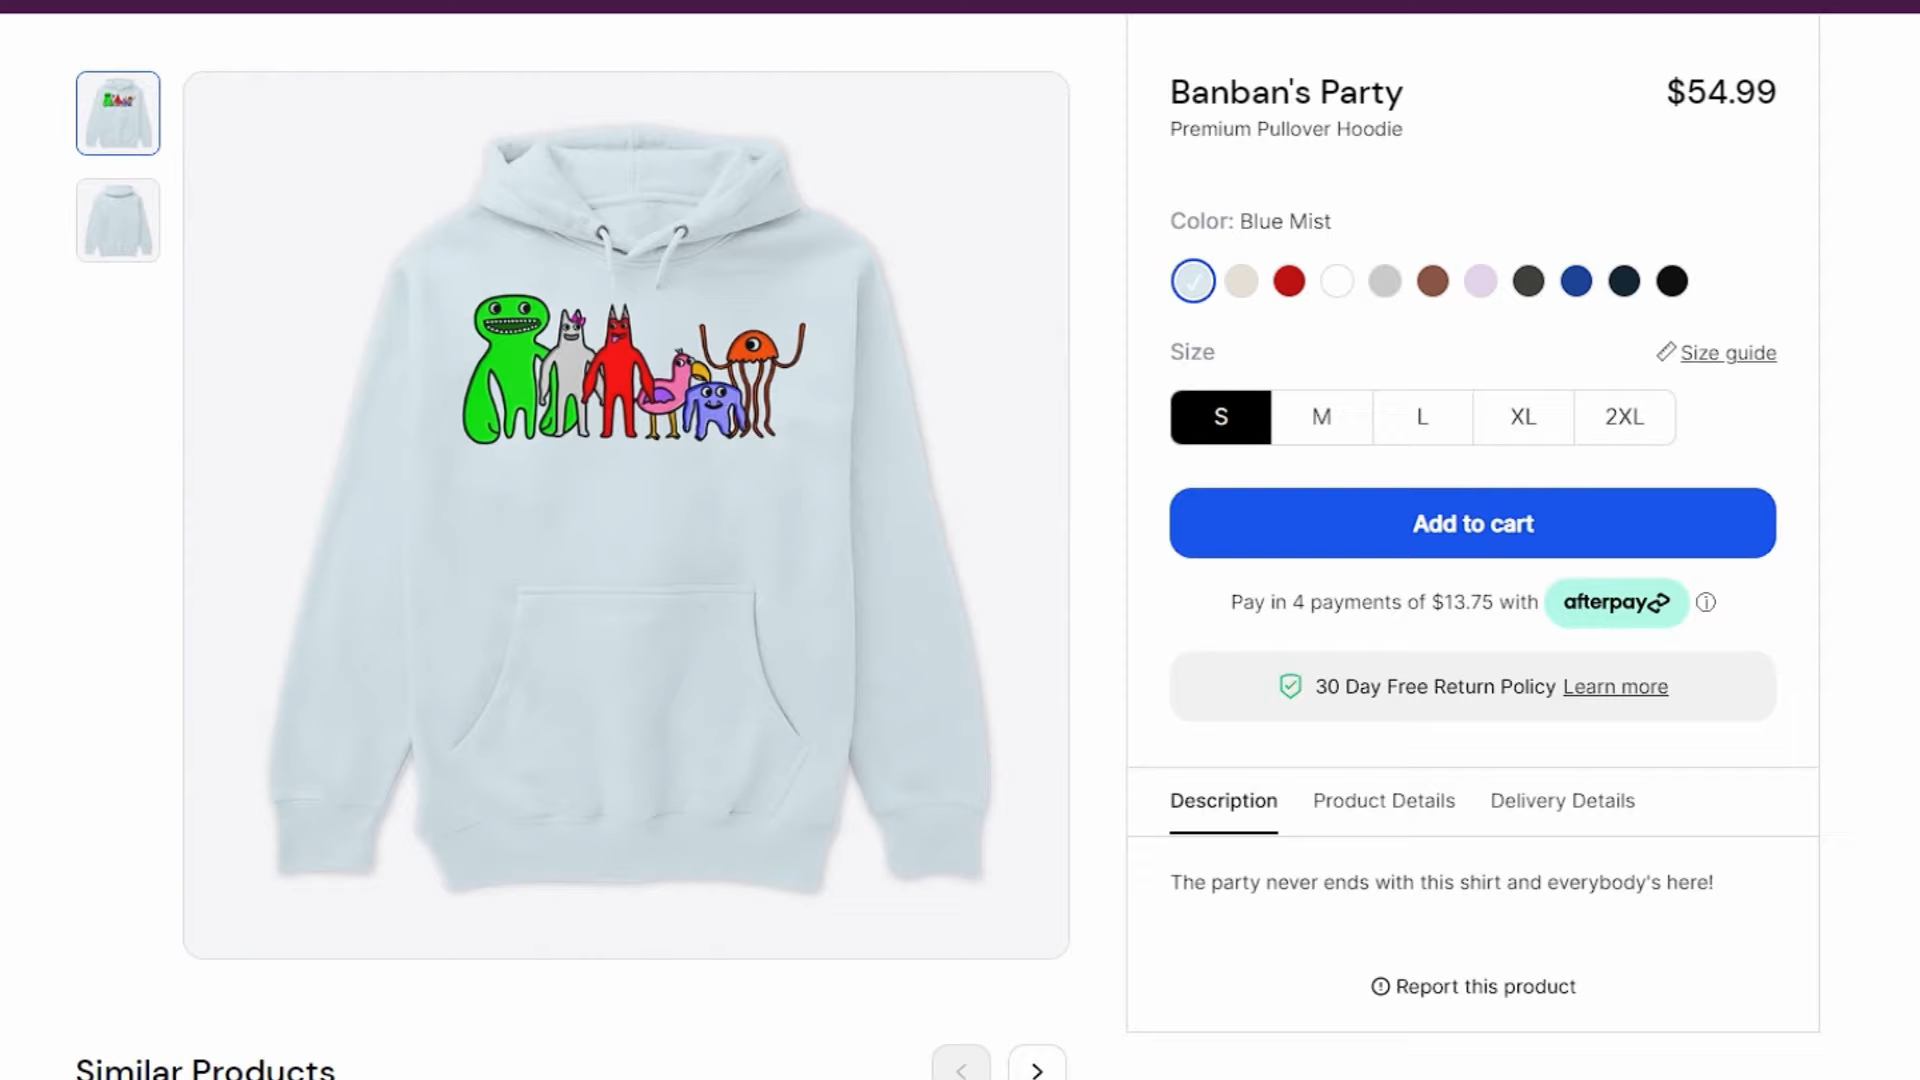 Banban's Party
$54.99
Premium Pullover Hoodie
Color: Blue Mist
Size
Size guide
S
M
L
XL
2XL
Add to cart
Pay in 4 payments of $13.75 with afterpay
30 Day Free Return Policy Learn more
Description
Product Details
Delivery Details
The party never ends with this shirt and everybody's here!
Report this product
Similar Products